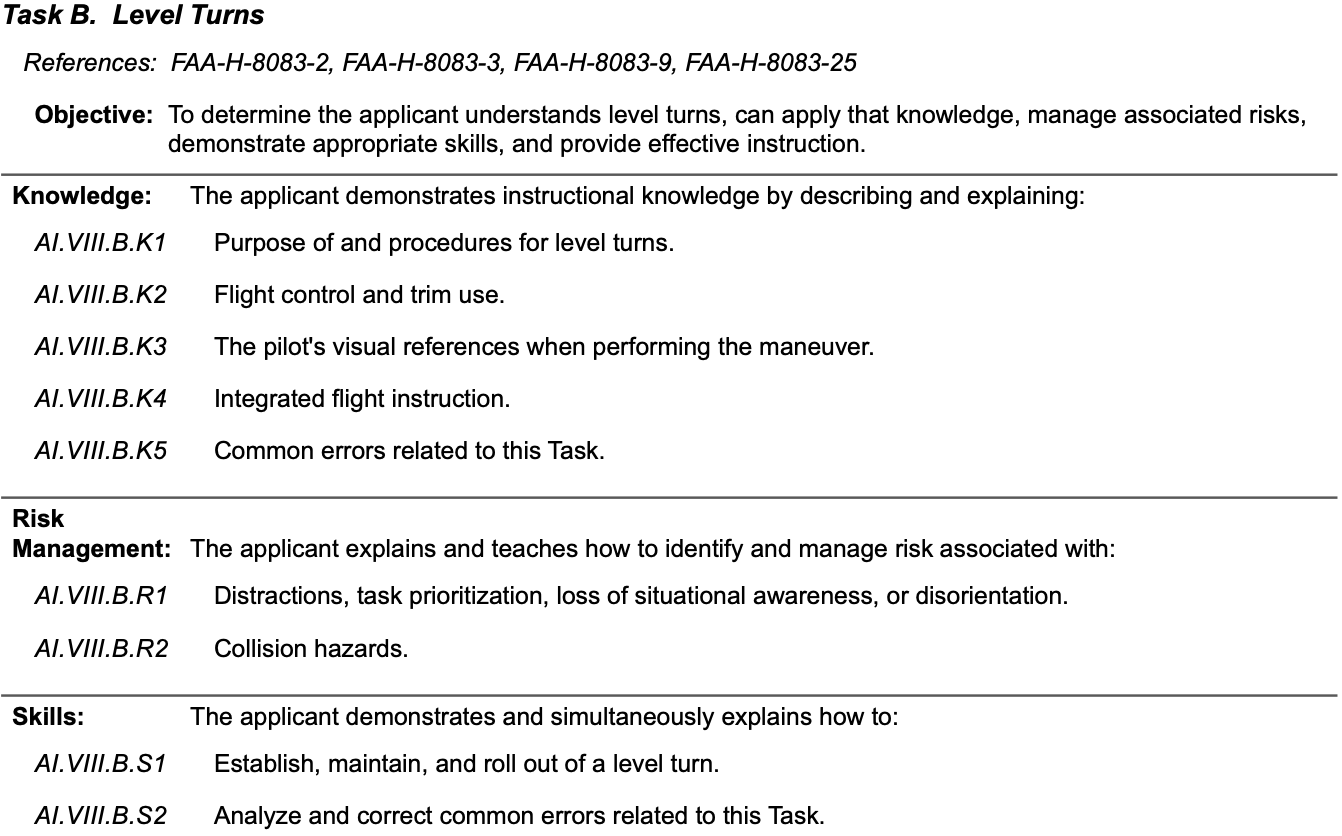 Task B. Level Turns
References: FAA-H-8083-2, FAA-H-8083-3, FAA-H-8083-9, FAA-H-8083-25
Objective: To determine the applicant understands level turns, can apply that knowledge, manage associated risks,
demonstrate appropriate skills, and provide effective instruction.
Knowledge: The applicant demonstrates instructional knowledge by describing and explaining:
AI.VIII.B.K1 Purpose of and procedures for level turns.
AI.VIII.B.K2 Flight control and trim use.
AI.VIII.B.K3 The pilot's visual references when performing the maneuver.
AI.VIII.B.K4 Integrated flight instruction.
AI.VIII.B.K5 Common errors related to this Task.
Risk
Management: The applicant explains and teaches how to identify and manage risk associated with:
AI.VIII.B.R1 Distractions, task prioritization, loss of situational awareness, or disorientation.
AI.VIII.B.R2 Collision hazards.
Skills: The applicant demonstrates and simultaneously explains how to:
AI.VIII.B.S1 Establish, maintain, and roll out of a level turn.
AI.VIII.B.S2 Analyze and correct common errors related to this Task.